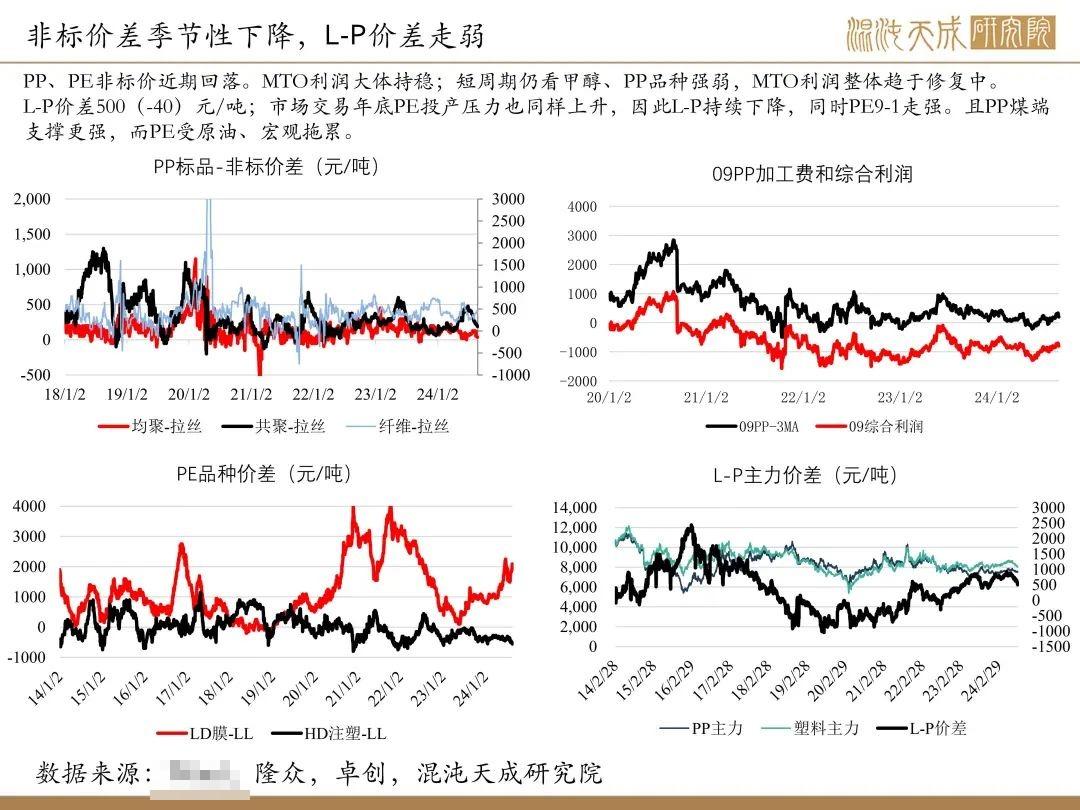 非标价差季节性下降，L-P价差走弱
混沌天成研究院
PP、PE非标价近期回落。MTO利润大体持稳；短周期仍看甲醇、PP品种强弱，MTO利润整体趋于修复中。
L-P价差500（-40）元/吨；市场交易年底PE投产压力也同样上升，因此L-P持续下降，同时PE9-1走强。且PP煤端
支撑更强，而PE受原油、宏观拖累。
PP标品-非标价差（元/吨）
2,000
1,500
1,000
500
0
-500
3000
2500
2000
1500
1000
500
0
-500
-1000
18/1/2 19/1/2 20/1/2 21/1/2 22/1/2 23/1/2 24/1/2
均聚-拉丝 共聚-拉丝 纤维-拉丝
09PP加工费和综合利润
4000
3000
2000
1000
0
-1000
-2000
20/1/2 21/1/2 22/1/2 23/1/2 24/1/2
09PP-3MA 09综合利润
PE品种价差（元/吨）
4000
3000
2000
1000
0
-1000
14/1/2 15/1/2 16/1/2 17/1/2 18/1/2 19/1/2 20/1/2 21/1/2 22/1/2 23/1/2 24/1/2
LD膜-LL HD注塑-LL
L-P主力价差（元/吨）
14,000
12,000
10,000
8,000
6,000
4,000
2,000
0
3000
2500
2000
1500
1000
500
0
-500
-1000
-1500
14/2/28 15/2/28 16/2/29 17/2/28 18/2/28 19/2/28 20/2/29 21/2/28 22/2/28 23/2/28 24/2/29
PP主力 塑料主力 L-P价差
数据来源： 隆众，卓创，混沌天成研究院